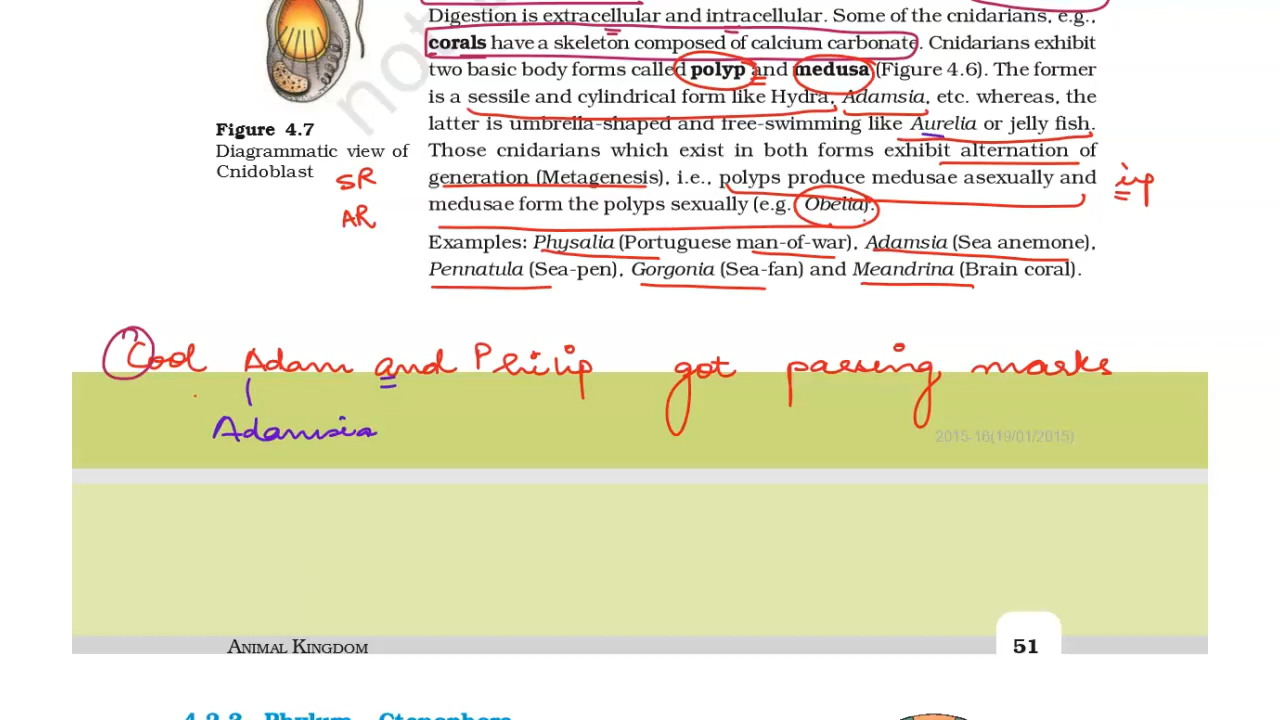 Digestion is extracellular and intracellular. Some of the cnidarians, e.g.,
corals have a skeleton composed of calcium carbonate. Cnidarians exhibit
two basic body forms called polyp and medusa (Figure 4.6). The former
is a sessile and cylindrical form like Hydra, Adamsia, etc. whereas, the
latter is umbrella-shaped and free-swimming like Aurelia or jelly fish.
Those cnidarians which exist in both forms exhibit alternation of
generation (Metagenesis), i.e., polyps produce medusae asexually and
medusae form the polyps sexually (e.g. Obelia).
imp
Examples: Physalia (Portuguese man-of-war), Adamsia (Sea anemone),
Pennatula (Sea-pen), Gorgonia (Sea-fan) and Meandrina (Brain coral).
not
Figure 4.7
Diagrammatic view of
Cnidoblast
SR
AR
Cool Adam and Philip got passing marks
Adamsia
2015-16(19/01/2015)
ANIMAL KINGDOM
51
4.2.3 Phylum – Ctenophora